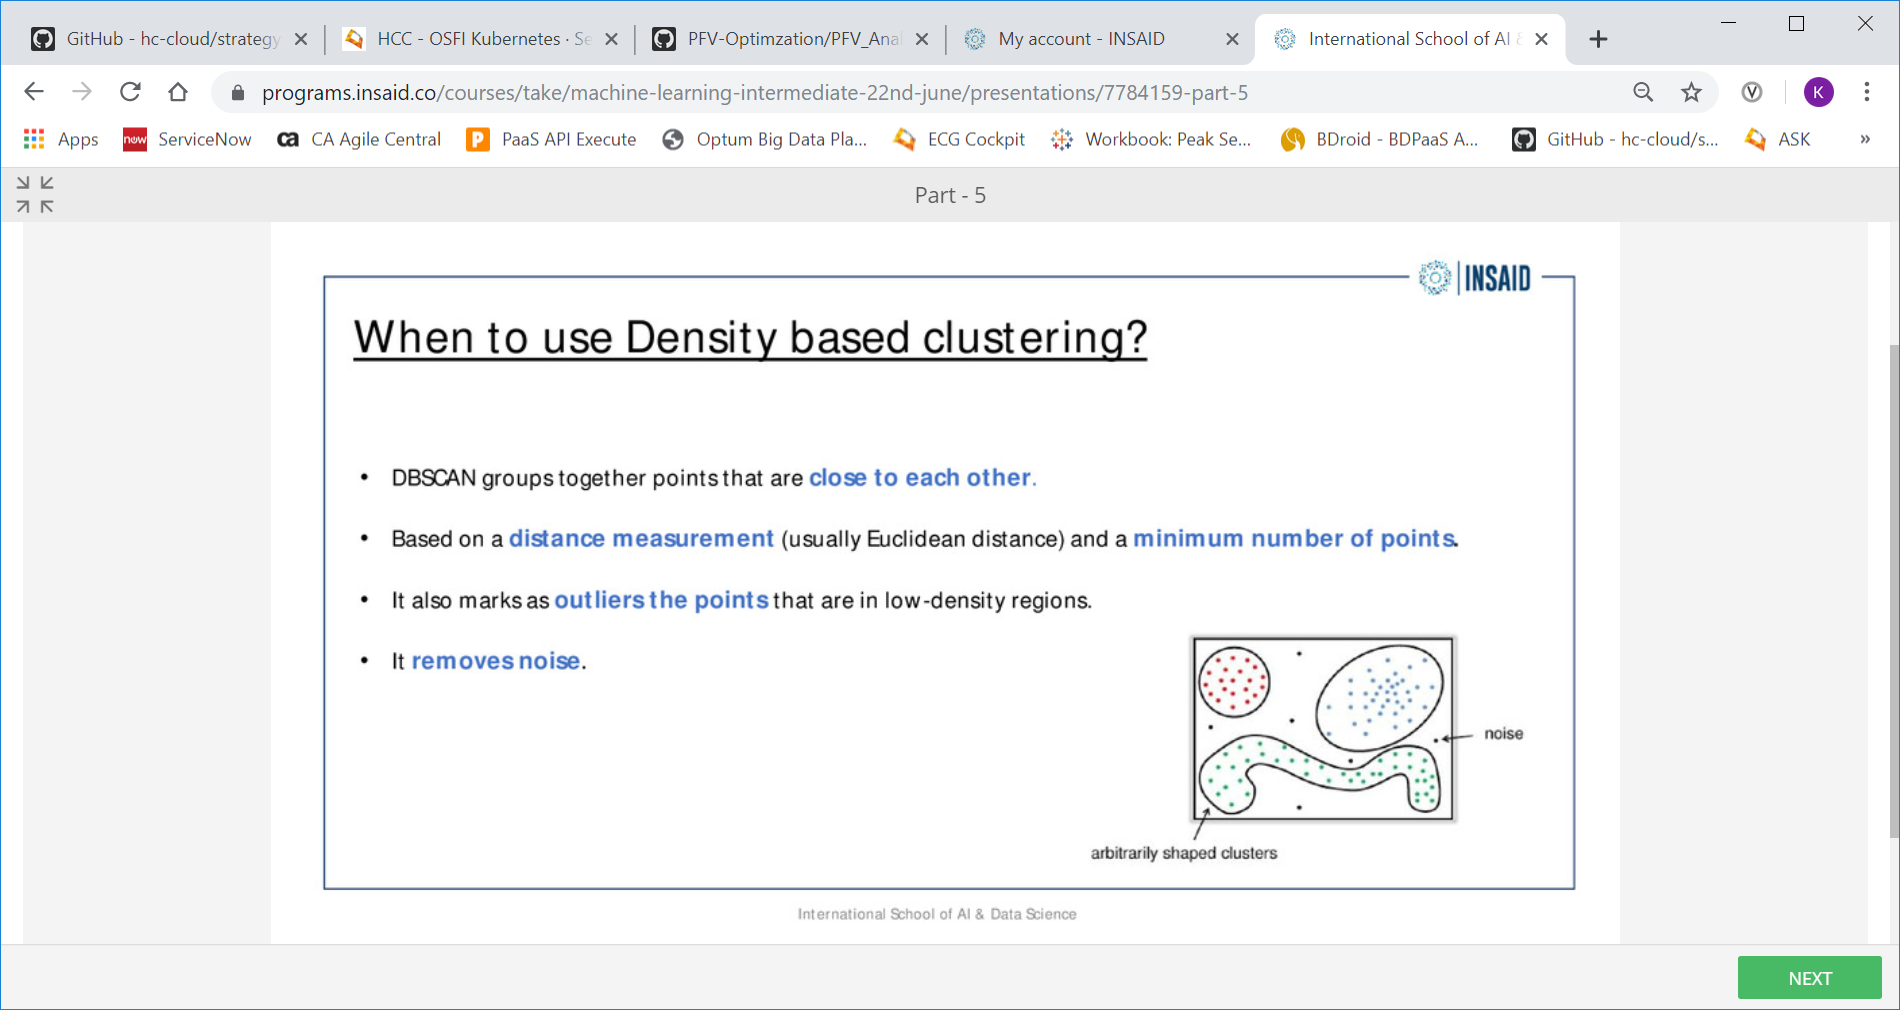 GitHub - hc-cloud/strategy
HCC - OSFI Kubernetes · Se
PFV-Optimzation/PFV_Anal
My account - INSAID
International School of AI &
programs.insaid.co/courses/take/machine-learning-intermediate-22nd-june/presentations/7784159-part-5
V
K
Apps
now
ServiceNow
ca
CA Agile Central
P
PaaS API Execute
Optum Big Data Pla...
ECG Cockpit
Workbook: Peak Se...
BDroid - BDPaaS A...
GitHub - hc-cloud/s...
ASK
»
Part - 5
INSAID
When to use Density based clustering?
• DBSCAN groups together points that are close to each other.
• Based on a distance measurement (usually Euclidean distance) and a minimum number of points.
• It also marks as outliers the points that are in low-density regions.
• It removes noise.
noise
arbitrarily shaped clusters
International School of AI & Data Science
NEXT